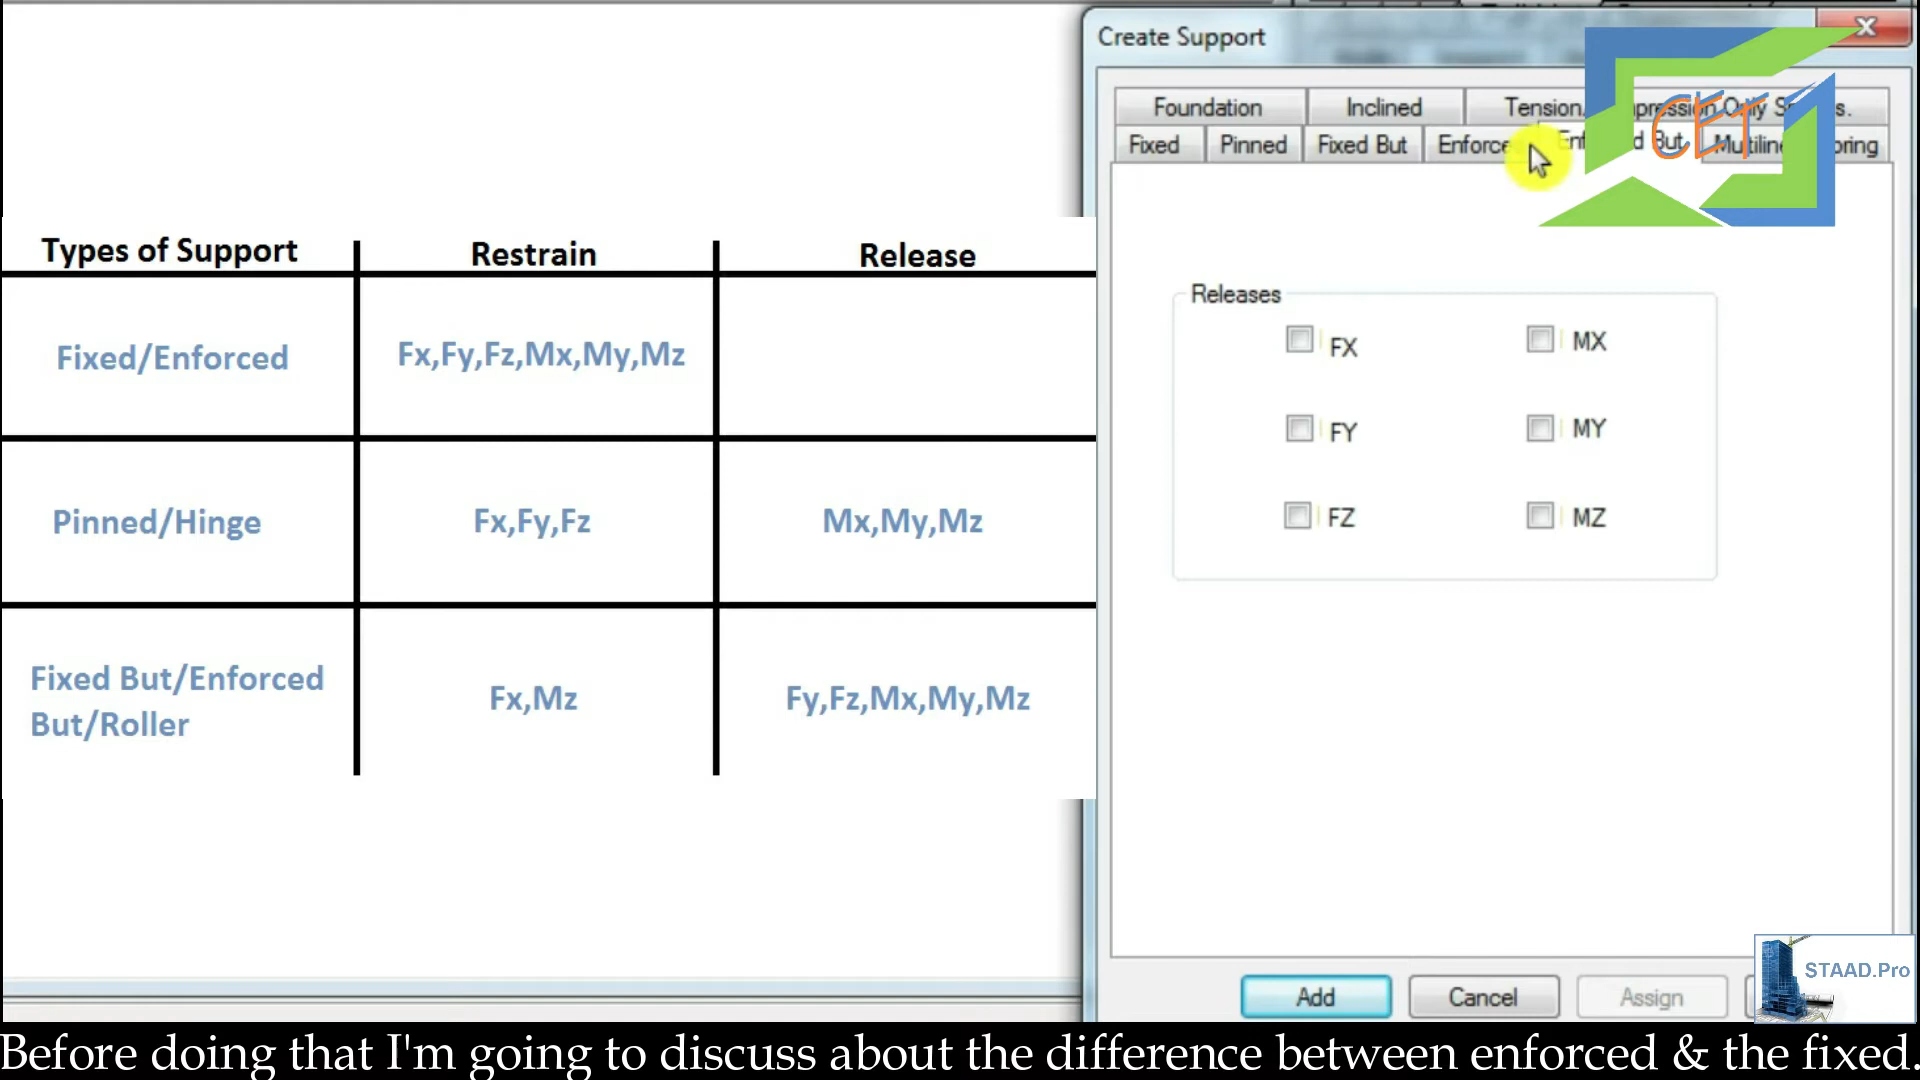 Create Support
Foundation Inclined Tension
Fixed Pinned Fixed But Enforced But
CET
Types of Support Restrain Release
Fixed/Enforced Fx,Fy,Fz,Mx,My,Mz
Pinned/Hinge Fx,Fy,Fz Mx,My,Mz
Fixed But/Enforced
But/Roller
Fx,Mz Fy,Fz,Mx,My,Mz
Releases
FX MX
FY MY
FZ MZ
Add Cancel Assign
STAAD.Pro
Before doing that I'm going to discuss about the difference between enforced & the fixed.